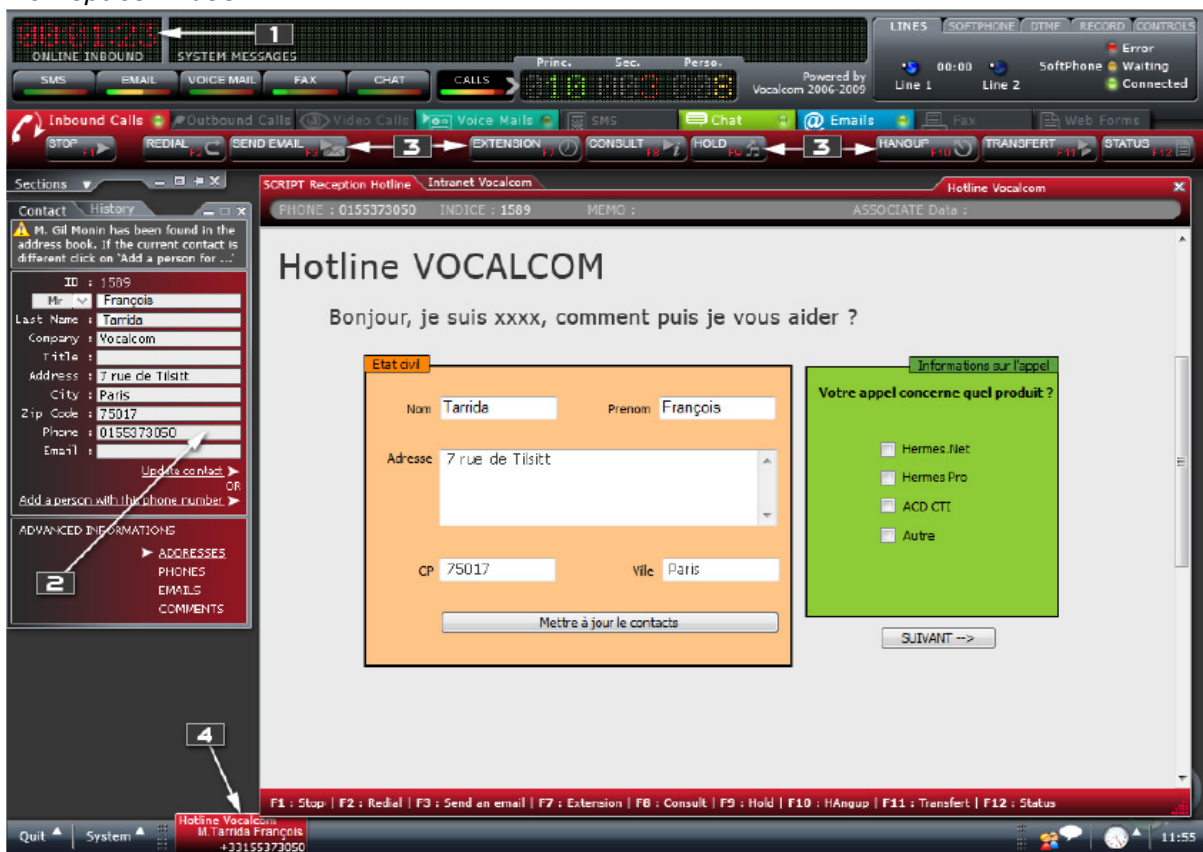 00:01:23
1
ONLINE INBOUND
SYSTEM MESSAGES
SMS
EMAIL
VOICE MAIL
FAX
CHAT
CALLS
Princ.
Sec.
Perso.
Powered by
Vocalcom 2006-2009
LINES
SOFTPHONE
DTMF
RECORD
CONTROLS
00:00
Line 1
Line 2
SoftPhone
Error
Waiting
Connected
Inbound Calls
Outbound Calls
Video Calls
Voice Mails
SMS
Chat
Emails
Fax
Web Forms
STOP F1
REDIAL F2
SEND EMAIL F3
3
EXTENSION F7
CONSULT F8
HOLD
3
HANGUP F10
TRANSFERT F11
STATUS F12
Sections
Contact
History
M. Gil Monin has been found in the
address book. If the current contact is
different click on 'Add a person for ...'
ID : 1589
Mr
François
Last Name : Tarrida
Company : Vocalcom
Title :
Address : 7 rue de Tilsitt
City : Paris
Zip Code : 75017
Phone : 0155373050
Email :
Update contact
OR
Add a person with this phone number
ADVANCED INFORMATIONS
ADDRESSES
PHONES
EMAILS
COMMENTS
2
SCRIPT Reception Hotline
Intranet Vocalcom
Hotline Vocalcom
PHONE : 0155373050
INDICE : 1589
MEMO :
ASSOCIATE Data :
Hotline VOCALCOM
Bonjour, je suis xxxx, comment puis je vous aider ?
Etat civil
Nom
Tarrida
Prenom
François
Adresse
7 rue de Tilsitt
CP
75017
Ville
Paris
Mettre à jour le contacts
Informations sur l'appel
Votre appel concerne quel produit ?
Hermes.Net
Hermes Pro
ACD CTI
Autre
SUIVANT -->
4
F1 : Stop | F2 : Redial | F3 : Send an email | F7 : Extension | F8 : Consult | F9 : Hold | F10 : HAngup | F11 : Transfert | F12 : Status
Quit
System
Hotline Vocalcom
M.Tarrida François
+33155373050
11:55